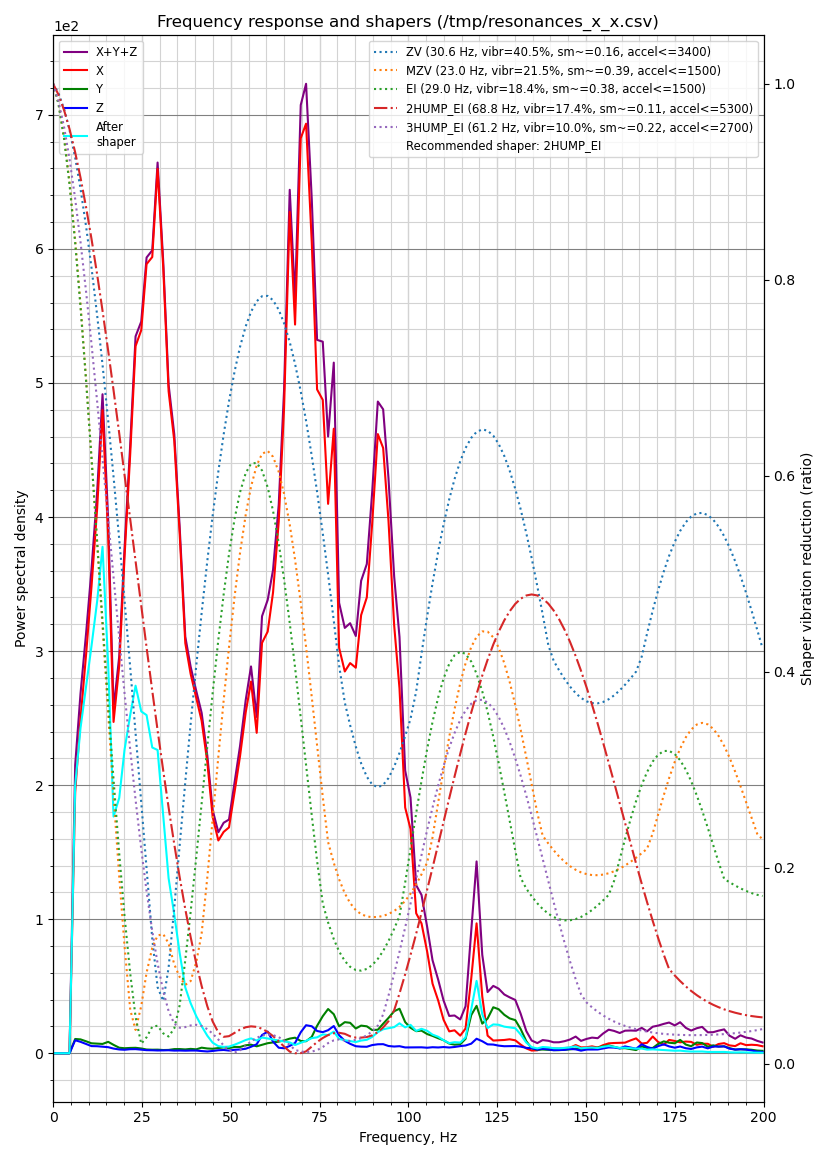 Frequency response and shapers (/tmp/resonances_x_x.csv)
1e2
X+Y+Z
X
Y
Z
After
shaper
ZV (30.6 Hz, vibr=40.5%, sm~=0.16, accel<=3400)
MZV (23.0 Hz, vibr=21.5%, sm~=0.39, accel<=1500)
EI (29.0 Hz, vibr=18.4%, sm~=0.38, accel<=1500)
2HUMP_EI (68.8 Hz, vibr=17.4%, sm~=0.11, accel<=5300)
3HUMP_EI (61.2 Hz, vibr=10.0%, sm~=0.22, accel<=2700)
Recommended shaper: 2HUMP_EI
Power spectral density
7
6
5
4
3
2
1
0
1.0
0.8
0.6
0.4
0.2
0.0
Shaper vibration reduction (ratio)
0 25 50 75 100 125 150 175 200
Frequency, Hz